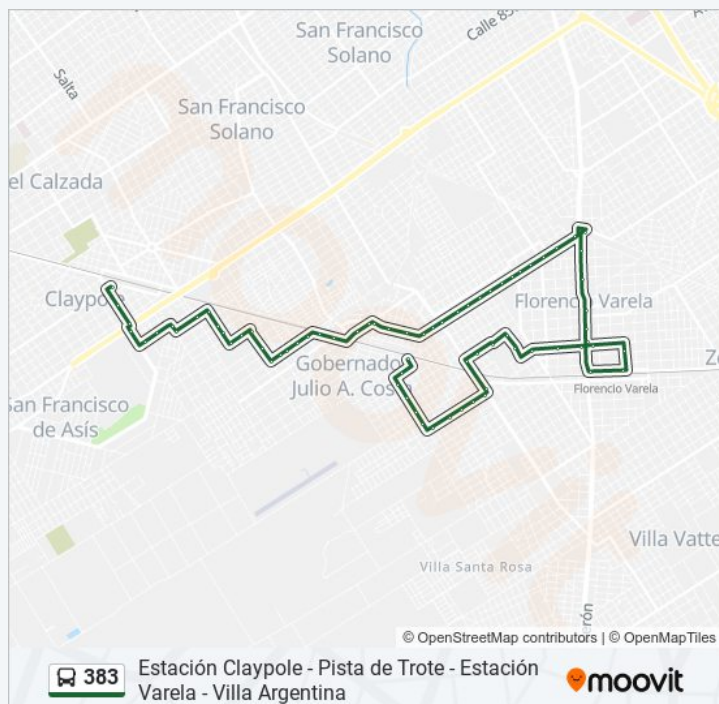 San Francisco
Solano
Calle 85
Salta
San Francisco
Solano
el Calzada
Claypole
Florencio Varela
Gobernado
Julio A. Costa
Florencio Varela
San Francisco
de Asís
Villa Vatte
Villa Santa Rosa
© OpenStreetMap contributors | © OpenMapTiles
383
Estación Claypole - Pista de Trote - Estación
Varela - Villa Argentina
moovit